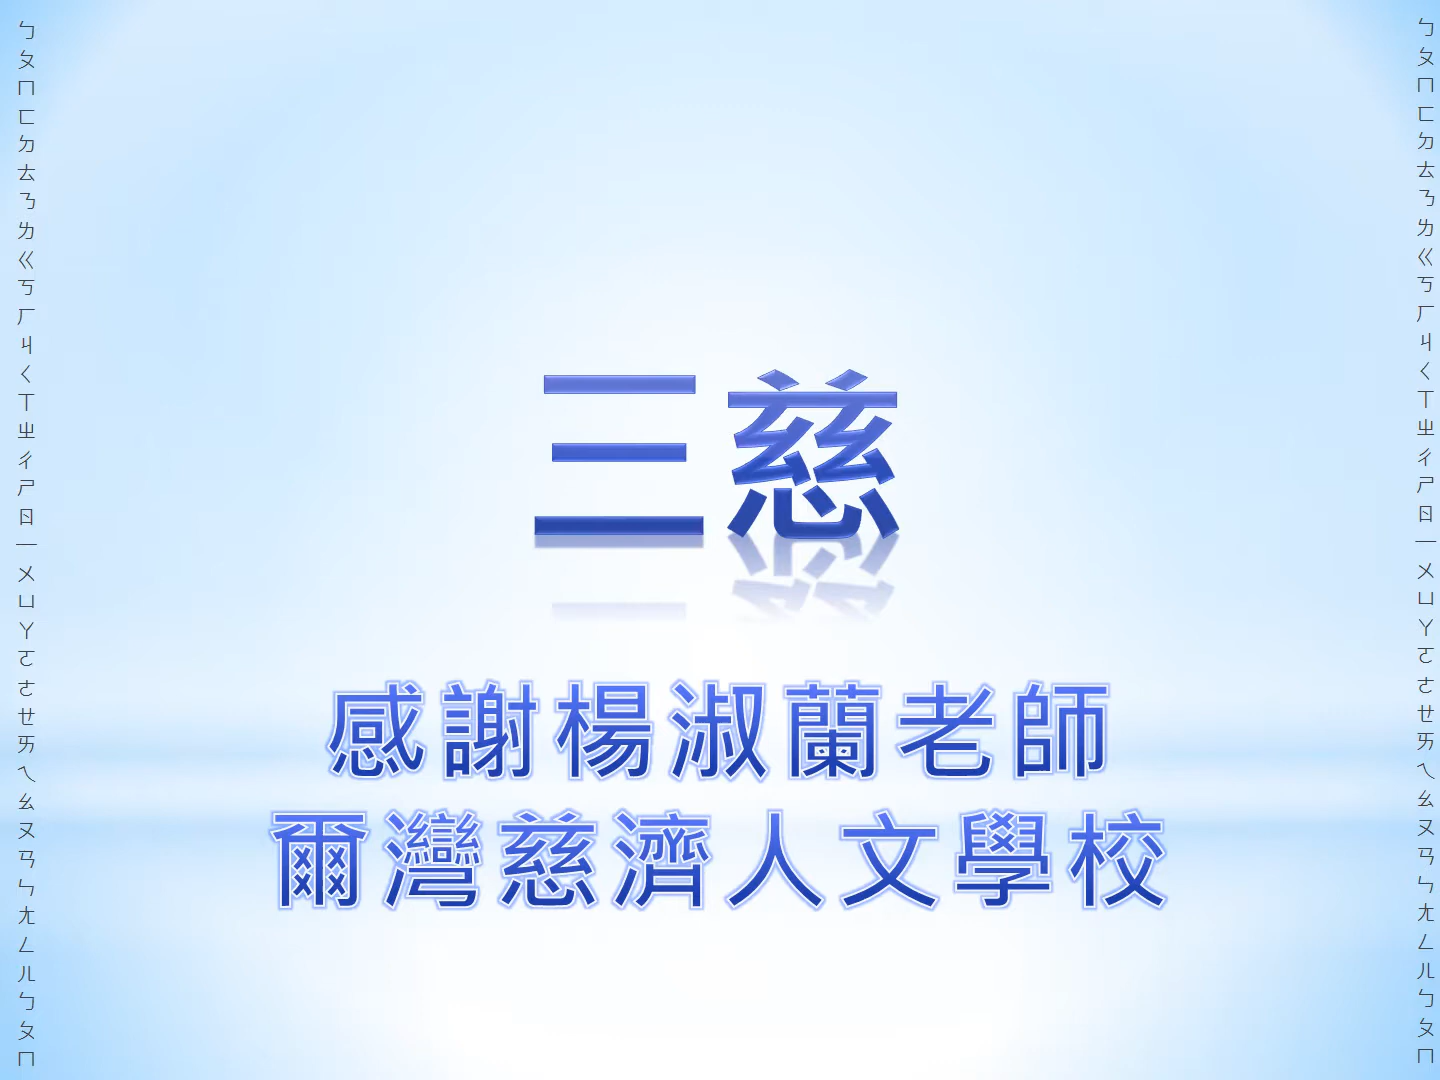 ㄅㄆㄇㄈㄉㄊㄋㄌㄍㄎㄏㄐㄑㄒㄓㄔㄕㄖㄧㄨㄩㄚㄛㄜㄝㄞㄟㄠㄡㄢㄣㄤㄥㄦㄅㄆㄇ
三慈
感謝楊淑蘭老師
爾灣慈濟人文學校
ㄅㄆㄇㄈㄉㄊㄋㄌㄍㄎㄏㄐㄑㄒㄓㄔㄕㄖㄧㄨㄩㄚㄛㄜㄝㄞㄟㄠㄡㄢㄣㄤㄥㄦㄅㄆㄇ